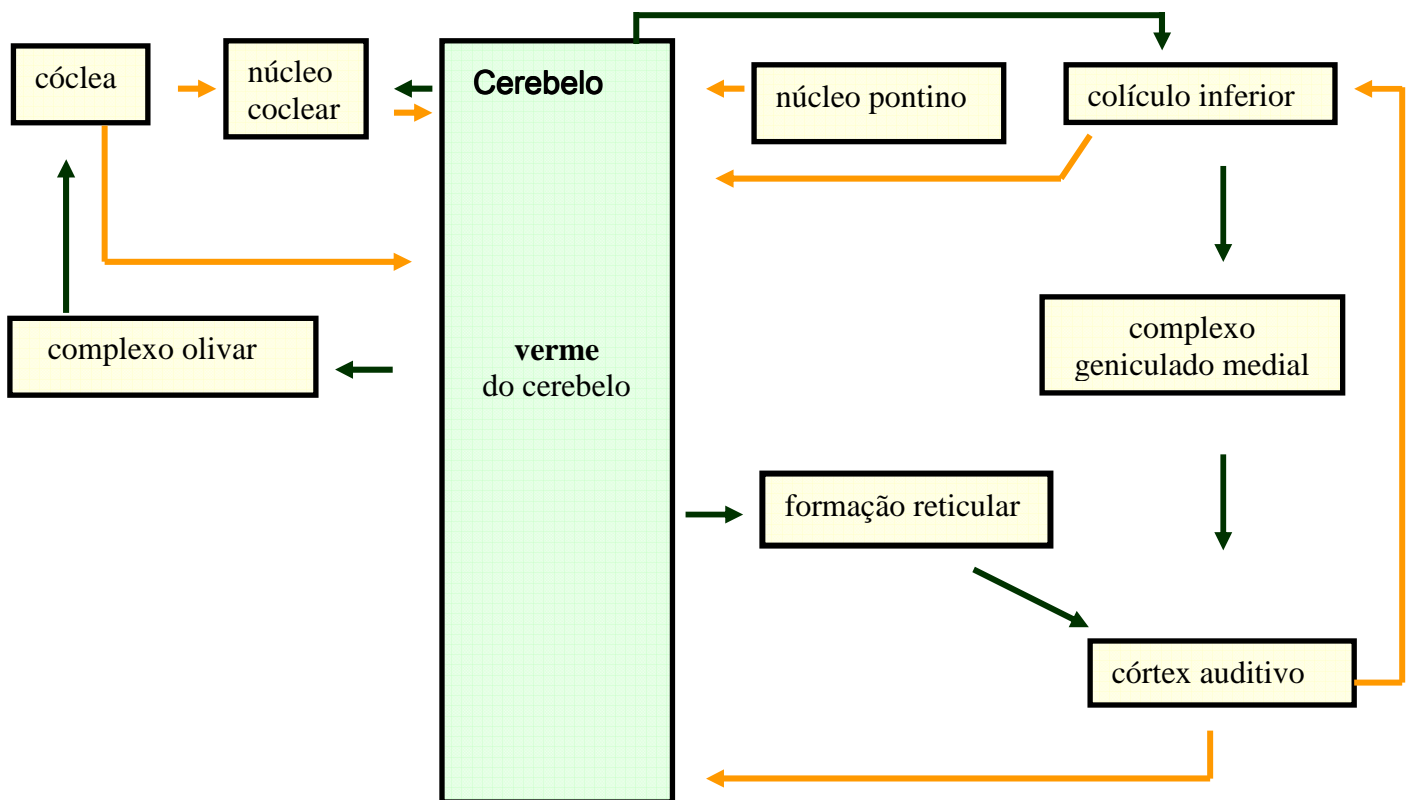 cóclea
núcleo
coclear
Cerebelo
núcleo pontino
colículo inferior
complexo olivar
verme
do cerebelo
complexo
geniculado medial
formação reticular
córtex auditivo